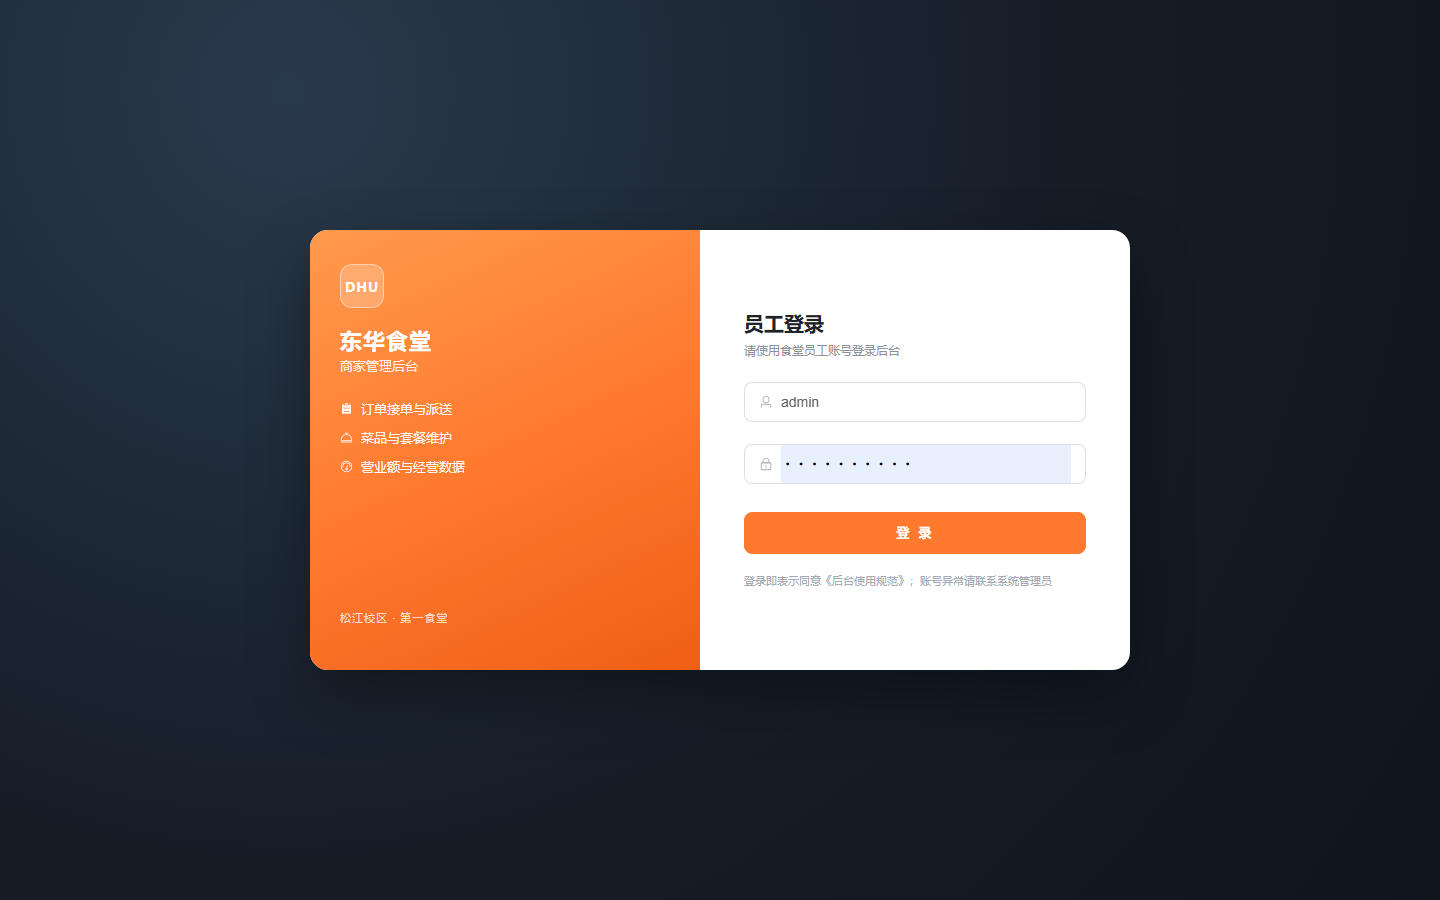 DHU
东华食堂
商家管理后台
订单接单与派送
菜品与套餐维护
营业额与经营数据
松江校区 · 第一食堂
员工登录
请使用食堂员工账号登录后台
admin
••••••••••
登 录
登录即表示同意《后台使用规范》；账号异常请联系系统管理员